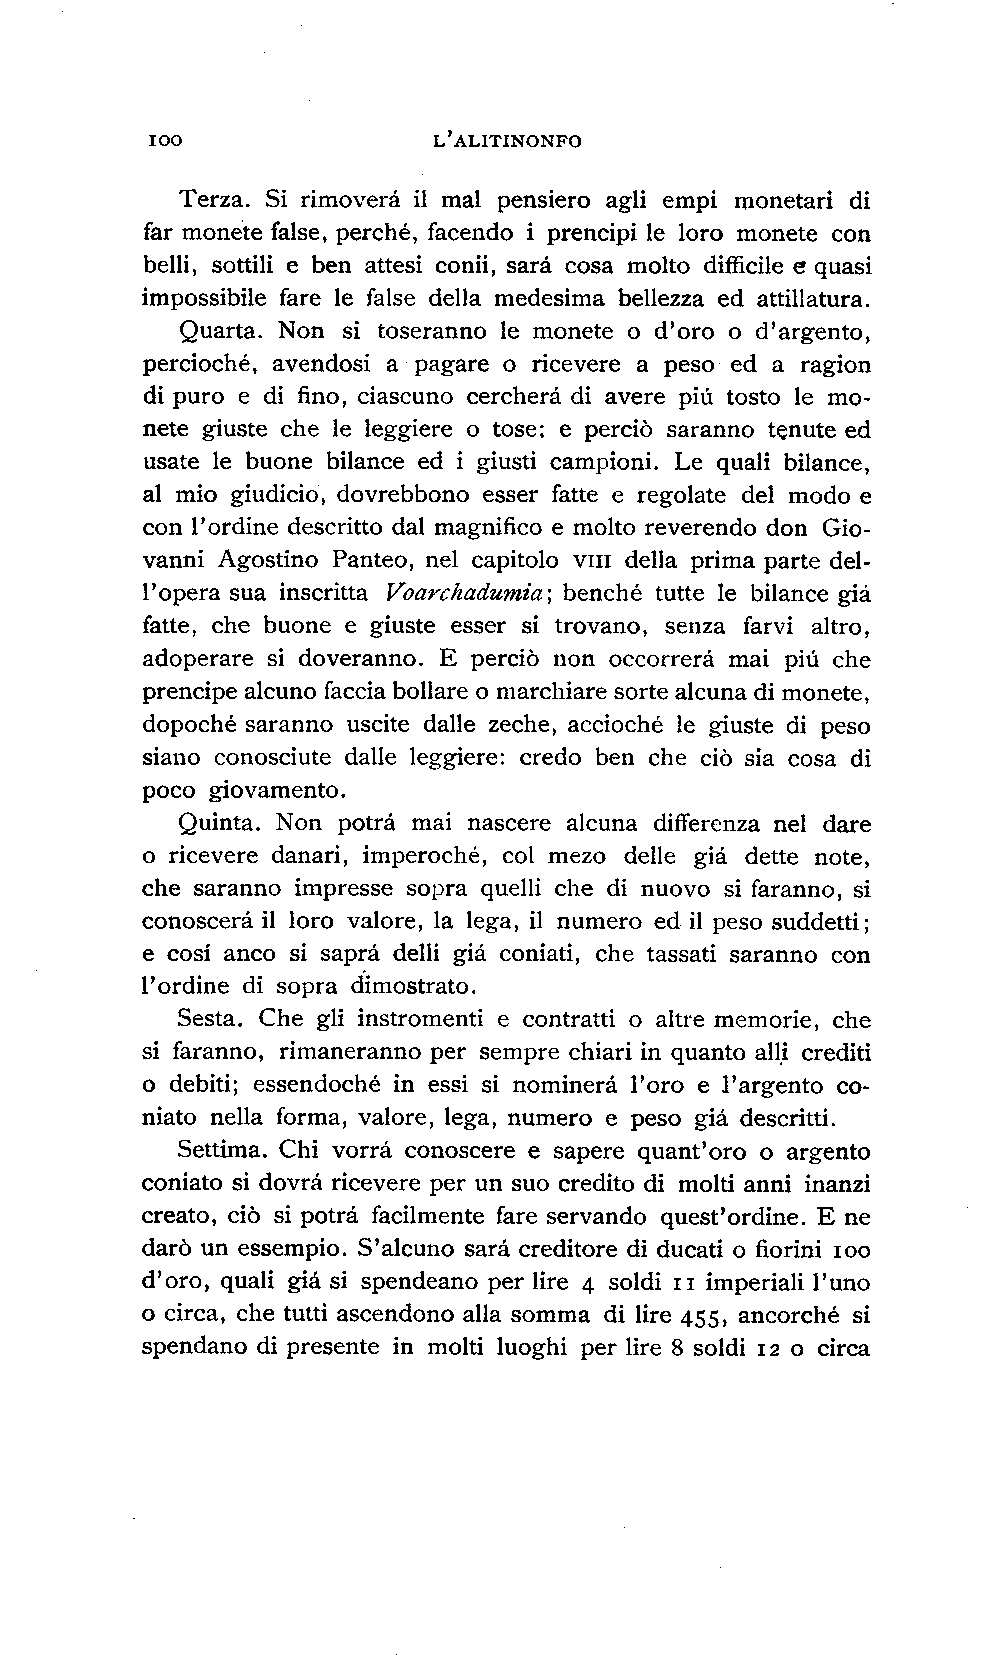 100 L'ALITINONFO
Terza. Si rimoverá il mal pensiero agli empi monetari di
far monete false, perché, facendo i prencipi le loro monete con
belli, sottili e ben attesi conii, sará cosa molto difficile e quasi
impossibile fare le false della medesima bellezza ed attillatura.
Quarta. Non si toseranno le monete o d'oro o d'argento,
percioché, avendosi a pagare o ricevere a peso ed a ragion
di puro e di fino, ciascuno cercherá di avere piú tosto le mo-
nete giuste che le leggiere o tose; e perciò saranno tenute ed
usate le buone bilance ed i giusti campioni. Le quali bilance,
al mio giudicio, dovrebbono esser fatte e regolate del modo e
con l'ordine descritto dal magnifico e molto reverendo don Gio-
vanni Agostino Panteo, nel capitolo VIII della prima parte del-
l'opera sua inscritta Voarchadumia; benché tutte le bilance giá
fatte, che buone e giuste esser si trovano, senza farvi altro,
adoperare si doveranno. E perciò non occorrerá mai piú che
prencipe alcuno faccia bollare o marchiare sorte alcuna di monete,
dopoché saranno uscite dalle zeche, accioché le giuste di peso
siano conosciute dalle leggiere: credo ben che ciò sia cosa di
poco giovamento.
Quinta. Non potrá mai nascere alcuna differenza nel dare
o ricevere danari, imperoché, col mezo delle giá dette note,
che saranno impresse sopra quelli che di nuovo si faranno, si
conoscerá il loro valore, la lega, il numero ed il peso suddetti;
e cosí anco si saprá delli giá coniati, che tassati saranno con
l'ordine di sopra dimostrato.
Sesta. Che gli instromenti e contratti o altre memorie, che
si faranno, rimaneranno per sempre chiari in quanto alli crediti
o debiti; essendoché in essi si nominerá l'oro e l'argento co-
niato nella forma, valore, lega, numero e peso giá descritti.
Settima. Chi vorrá conoscere e sapere quant'oro o argento
coniato si dovrá ricevere per un suo credito di molti anni inanzi
creato, ciò si potrá facilmente fare servando quest'ordine. E ne
darò un essempio. S'alcuno sará creditore di ducati o fiorini 100
d'oro, quali giá si spendeano per lire 4 soldi 11 imperiali l'uno
o circa, che tutti ascendono alla somma di lire 455, ancorché si
spendano di presente in molti luoghi per lire 8 soldi 12 o circa